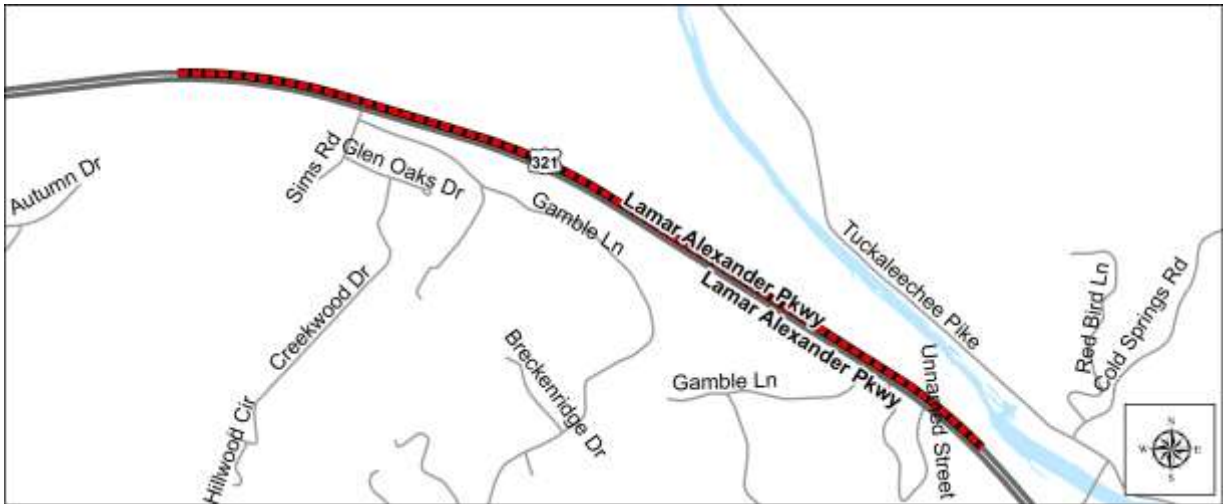 321
Autumn Dr
Sims Rd
Glen Oaks Dr
Gamble Ln
Lamar Alexander Pkwy
Lamar Alexander Pkwy
Tuckaleechee Pike
Red Bird Ln
Cold Springs Rd
Creekwood Dr
Breckenridge Dr
Gamble Ln
Unnamed Street
Hillwood Cir
N
W
E
S